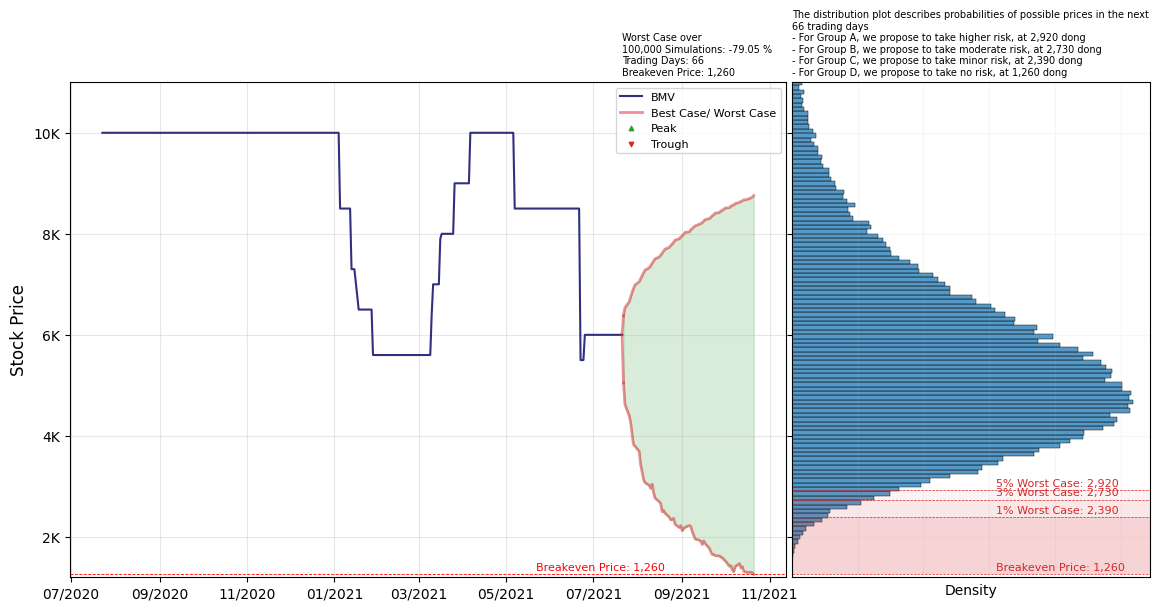 The distribution plot describes probabilities of possible prices in the next
66 trading days
- For Group A, we propose to take higher risk, at 2,920 dong
- For Group B, we propose to take moderate risk, at 2,730 dong
- For Group C, we propose to take minor risk, at 2,390 dong
- For Group D, we propose to take no risk, at 1,260 dong
Worst Case over
100,000 Simulations: -79.05 %
Trading Days: 66
Breakeven Price: 1,260
BMV
Best Case/ Worst Case
Peak
Trough
Stock Price
10K
8K
6K
4K
2K
Breakeven Price: 1,260
07/2020
09/2020
11/2020
01/2021
03/2021
05/2021
07/2021
09/2021
11/2021
5% Worst Case: 2,920
3% Worst Case: 2,730
1% Worst Case: 2,390
Breakeven Price: 1,260
Density